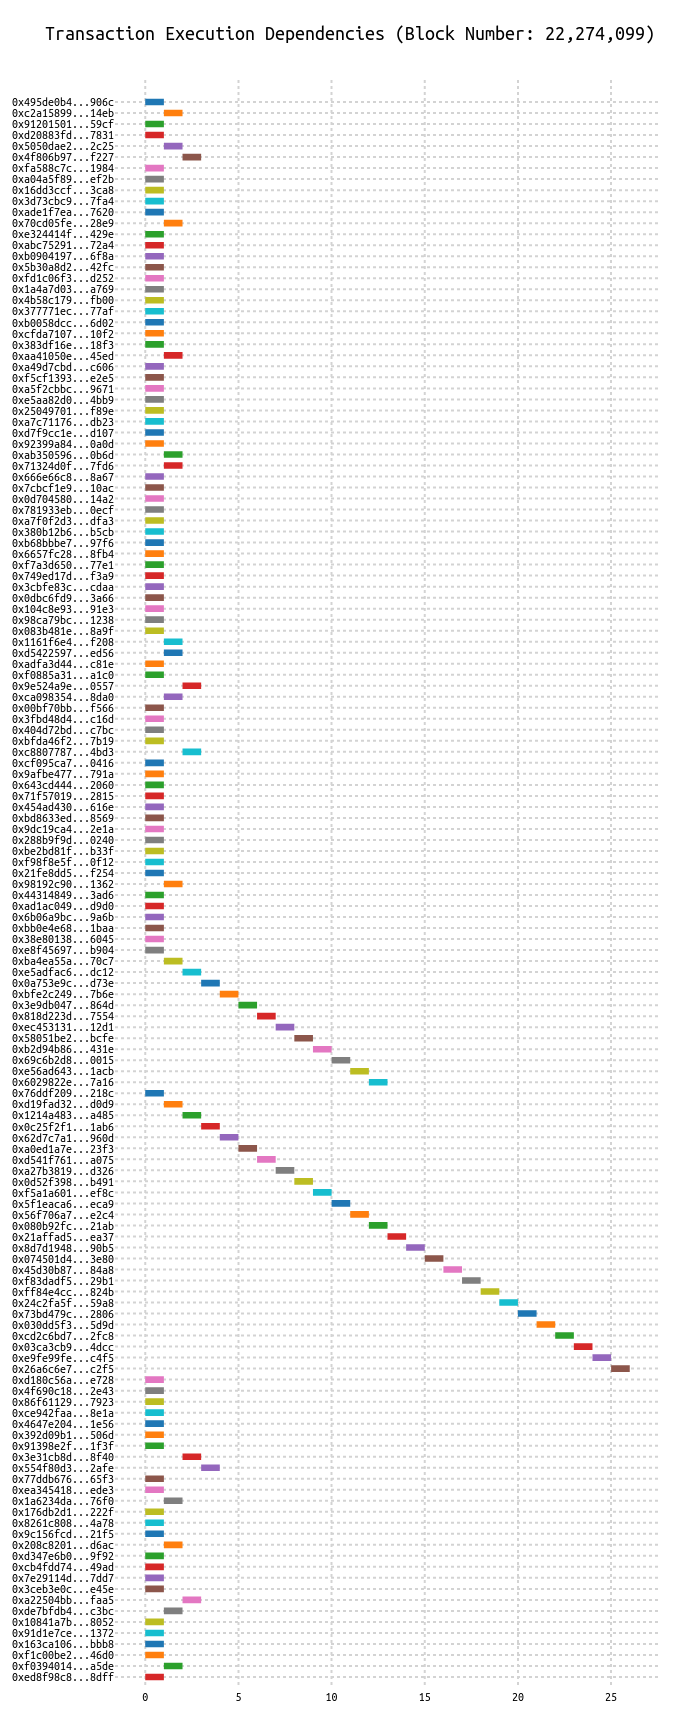 Transaction Execution Dependencies (Block Number: 22,274,099)
0x495de0b4...906c
0xc2a15899...14eb
0x91201501...59cf
0xd20883fd...7831
0x5050dae2...2c25
0x4f806b97...f227
0xfa588c7c...1984
0xa04a5f89...ef2b
0x16dd3ccf...3ca8
0x3d73cbc9...7fa4
0xade1f7ea...7620
0x70cd05fe...28e9
0xe324414f...429e
0xabc75291...72a4
0xb0904197...6f8a
0x5b30a8d2...42fc
0xfd1c06f3...d252
0x1a4a7d03...a769
0x4b58c179...fb00
0x377771ec...77af
0xb0058dcc...6d02
0xcfda7107...10f2
0x383df16e...18f3
0xaa41050e...45ed
0xa49d7cbd...c606
0xf5cf1393...e2e5
0xa5f2cbbc...9671
0xe5aa82d0...4bb9
0x25049701...f89e
0xa7c71176...db23
0xd7f9cc1e...d107
0x92399a84...0a0d
0xab350596...0b6d
0x71324d0f...7fd6
0x666e66c8...8a67
0x7cbcf1e9...10ac
0x0d704580...14a2
0x781933eb...0ecf
0xa7f0f2d3...dfa3
0x380b12b6...b5cb
0xb68bbbe7...97f6
0x6657fc28...8fb4
0xf7a3d650...77e1
0x749ed17d...f3a9
0x3cbfe83c...cdaa
0x0dbc6fd9...3a66
0x104c8e93...91e3
0x98ca79bc...1238
0x083b481e...8a9f
0x1161f6e4...f208
0xd5422597...ed56
0xadfa3d44...c81e
0xf0885a31...a1c0
0x9e524a9e...0557
0xca098354...8da0
0x00bf70bb...f566
0x3fbd48d4...c16d
0x404d72bd...c7bc
0xbfda46f2...7b19
0xc8807787...4bd3
0xcf095ca7...0416
0x9afbe477...791a
0x643cd444...2060
0x71f57019...2815
0x454ad430...616e
0xbd8633ed...8569
0x9dc19ca4...2e1a
0x288b9f9d...0240
0xbe2bd81f...b33f
0xf98f8e5f...0f12
0x21fe8dd5...f254
0x98192c90...1362
0x44314849...3ad6
0xad1ac049...d9d0
0x6b06a9bc...9a6b
0xbb0e4e68...1baa
0x38e80138...6045
0xe8f45697...b904
0xba4ea55a...70c7
0xe5adfac6...dc12
0x0a753e9c...d73e
0xbfe2c249...7b6e
0x3e9db047...864d
0x818d223d...7554
0xec453131...12d1
0x58051be2...bcfe
0xb2d94b86...431e
0x69c6b2d8...0015
0xe56ad643...1acb
0x6029822e...7a16
0x76ddf209...218c
0xd19fad32...d0d9
0x1214a483...a485
0x0c25f2f1...1ab6
0x62d7c7a1...960d
0xa0ed1a7e...23f3
0xd541f761...a075
0xa27b3819...d326
0x0d52f398...b491
0xf5a1a601...ef8c
0x5f1eaca6...eca9
0x56f706a7...e2c4
0x080b92fc...21ab
0x21affad5...ea37
0x8d7d1948...90b5
0x074501d4...3e80
0x45d30b87...84a8
0xf83dadf5...29b1
0xff84e4cc...824b
0x24c2fa5f...59a8
0x73bd479c...2806
0x030dd5f3...5d9d
0xcd2c6bd7...2fc8
0x03ca3cb9...4dcc
0xe9fe99fe...c4f5
0x26a6c6e7...c2f5
0xd180c56a...e728
0x4f690c18...2e43
0x86f61129...7923
0xce942faa...8e1a
0x4647e204...1e56
0x392d09b1...506d
0x91398e2f...1f3f
0x3e31cb8d...8f40
0x554f80d3...2afe
0x77ddb676...65f3
0xea345418...ede3
0x1a6234da...76f0
0x176db2d1...222f
0x8261c808...4a78
0x9c156fcd...21f5
0x208c8201...d6ac
0xd347e6b0...9f92
0xcb4fdd74...49ad
0x7e29114d...7dd7
0x3ceb3e0c...e45e
0xa22504bb...faa5
0xde7bfdb4...c3bc
0x10841a7b...8052
0x91d1e7ce...1372
0x163ca106...bbb8
0xf1c00be2...46d0
0xf0394014...a5de
0xed8f98c8...8dff
0 5 10 15 20 25